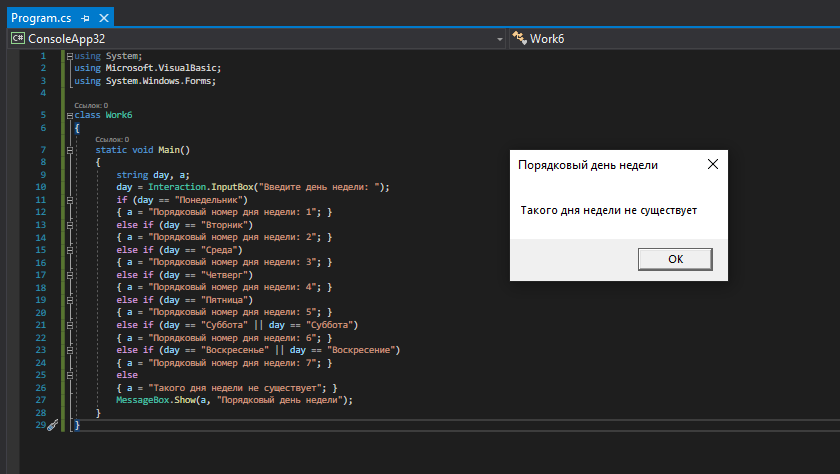 Program.cs
C# ConsoleApp32
Work6
1 using System;
2 using Microsoft.VisualBasic;
3 using System.Windows.Forms;
4
Ссылок: 0
5 class Work6
6 {
Ссылок: 0
7 static void Main()
8 {
9 string day, a;
10 day = Interaction.InputBox("Введите день недели: ");
11 if (day == "Понедельник")
12 { a = "Порядковый номер дня недели: 1"; }
13 else if (day == "Вторник")
14 { a = "Порядковый номер дня недели: 2"; }
15 else if (day == "Среда")
16 { a = "Порядковый номер дня недели: 3"; }
17 else if (day == "Четверг")
18 { a = "Порядковый номер дня недели: 4"; }
19 else if (day == "Пятница")
20 { a = "Порядковый номер дня недели: 5"; }
21 else if (day == "Суббота" || day == "Суббота")
22 { a = "Порядковый номер дня недели: 6"; }
23 else if (day == "Воскресенье" || day == "Воскресение")
24 { a = "Порядковый номер дня недели: 7"; }
25 else
26 { a = "Такого дня недели не существует"; }
27 MessageBox.Show(a, "Порядковый день недели");
28 }
29 }
Порядковый день недели
Такого дня недели не существует
ОК